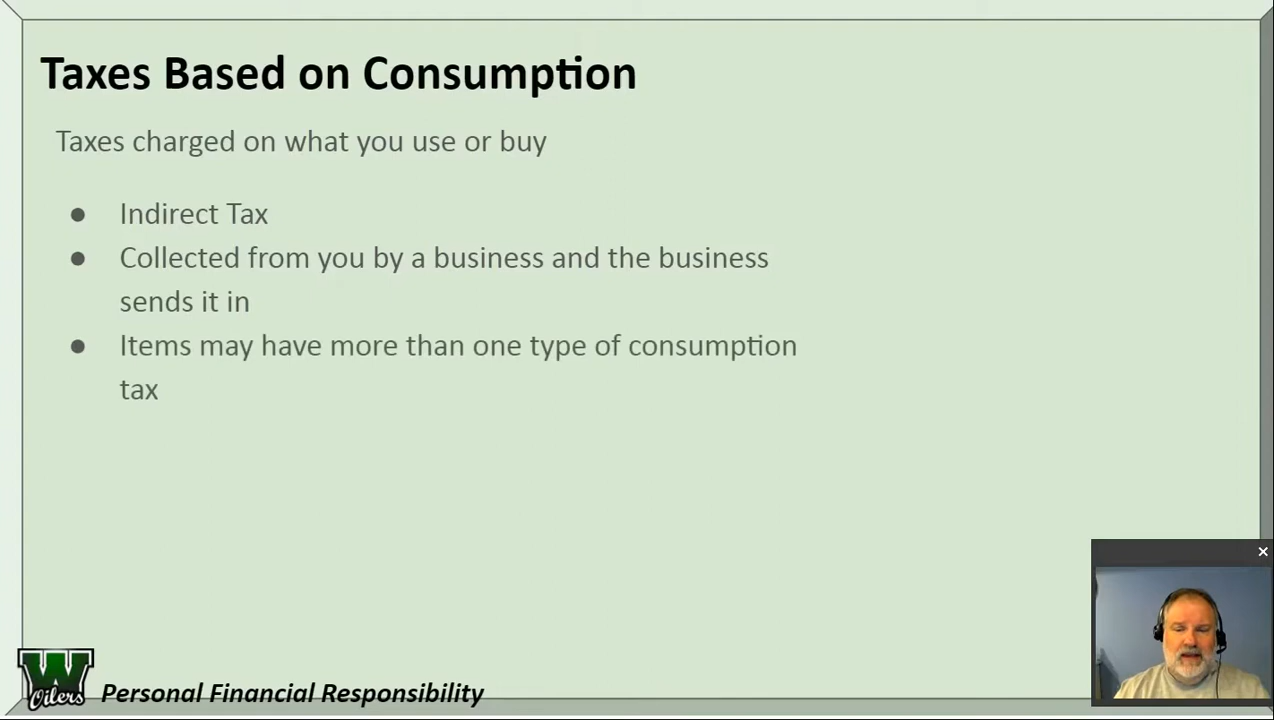 Taxes Based on Consumption
Taxes charged on what you use or buy
● Indirect Tax
● Collected from you by a business and the business
sends it in
● Items may have more than one type of consumption
tax
W
Oilers
Personal Financial Responsibility